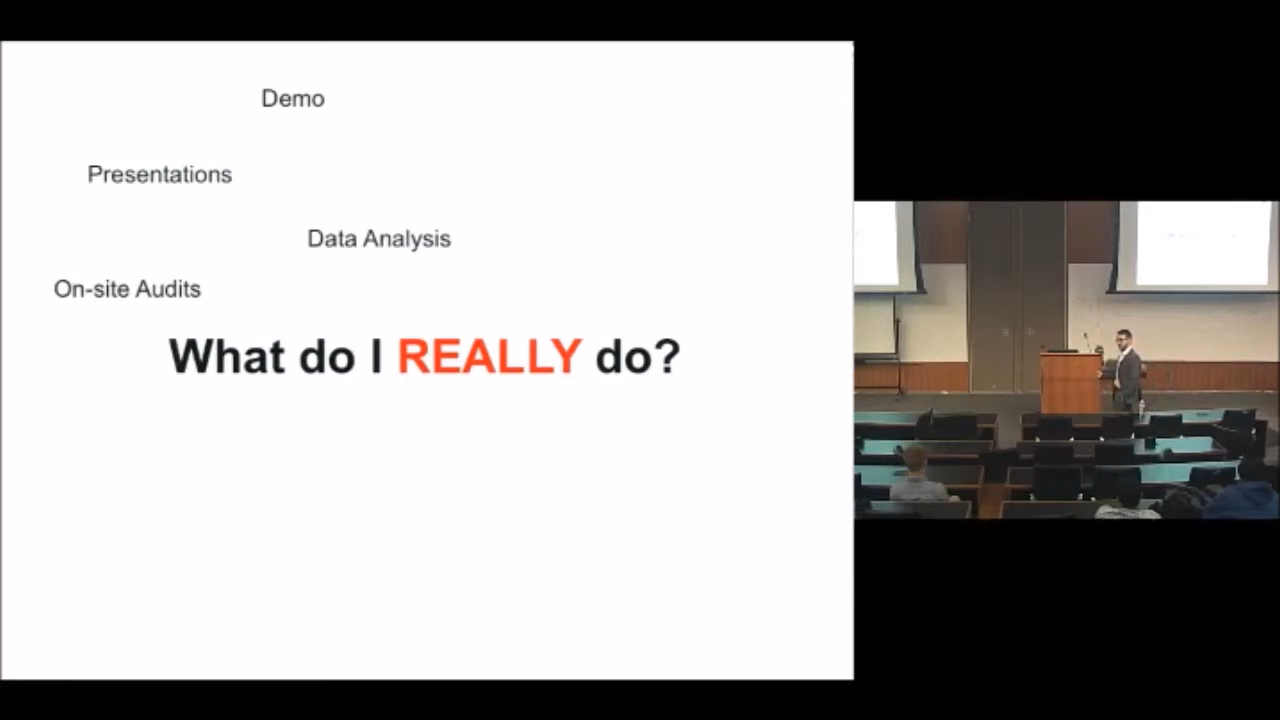 Demo
Presentations
Data Analysis
On-site Audits
What do I REALLY do?